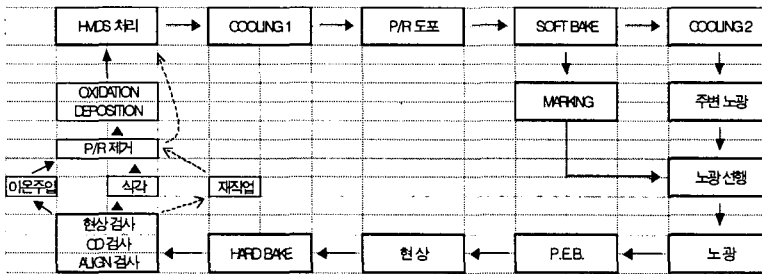 HMDS 처리
COOLING 1
P/R 도포
SOFT BAKE
COOLING 2
OXIDATION
DEPOSITION
MARKING
주변 노광
P/R 제거
이온주입
식각
재작업
노광 선행
현상 검사
CD 검사
ALIGN 검사
HARD BAKE
현 상
P.E.B.
노 광